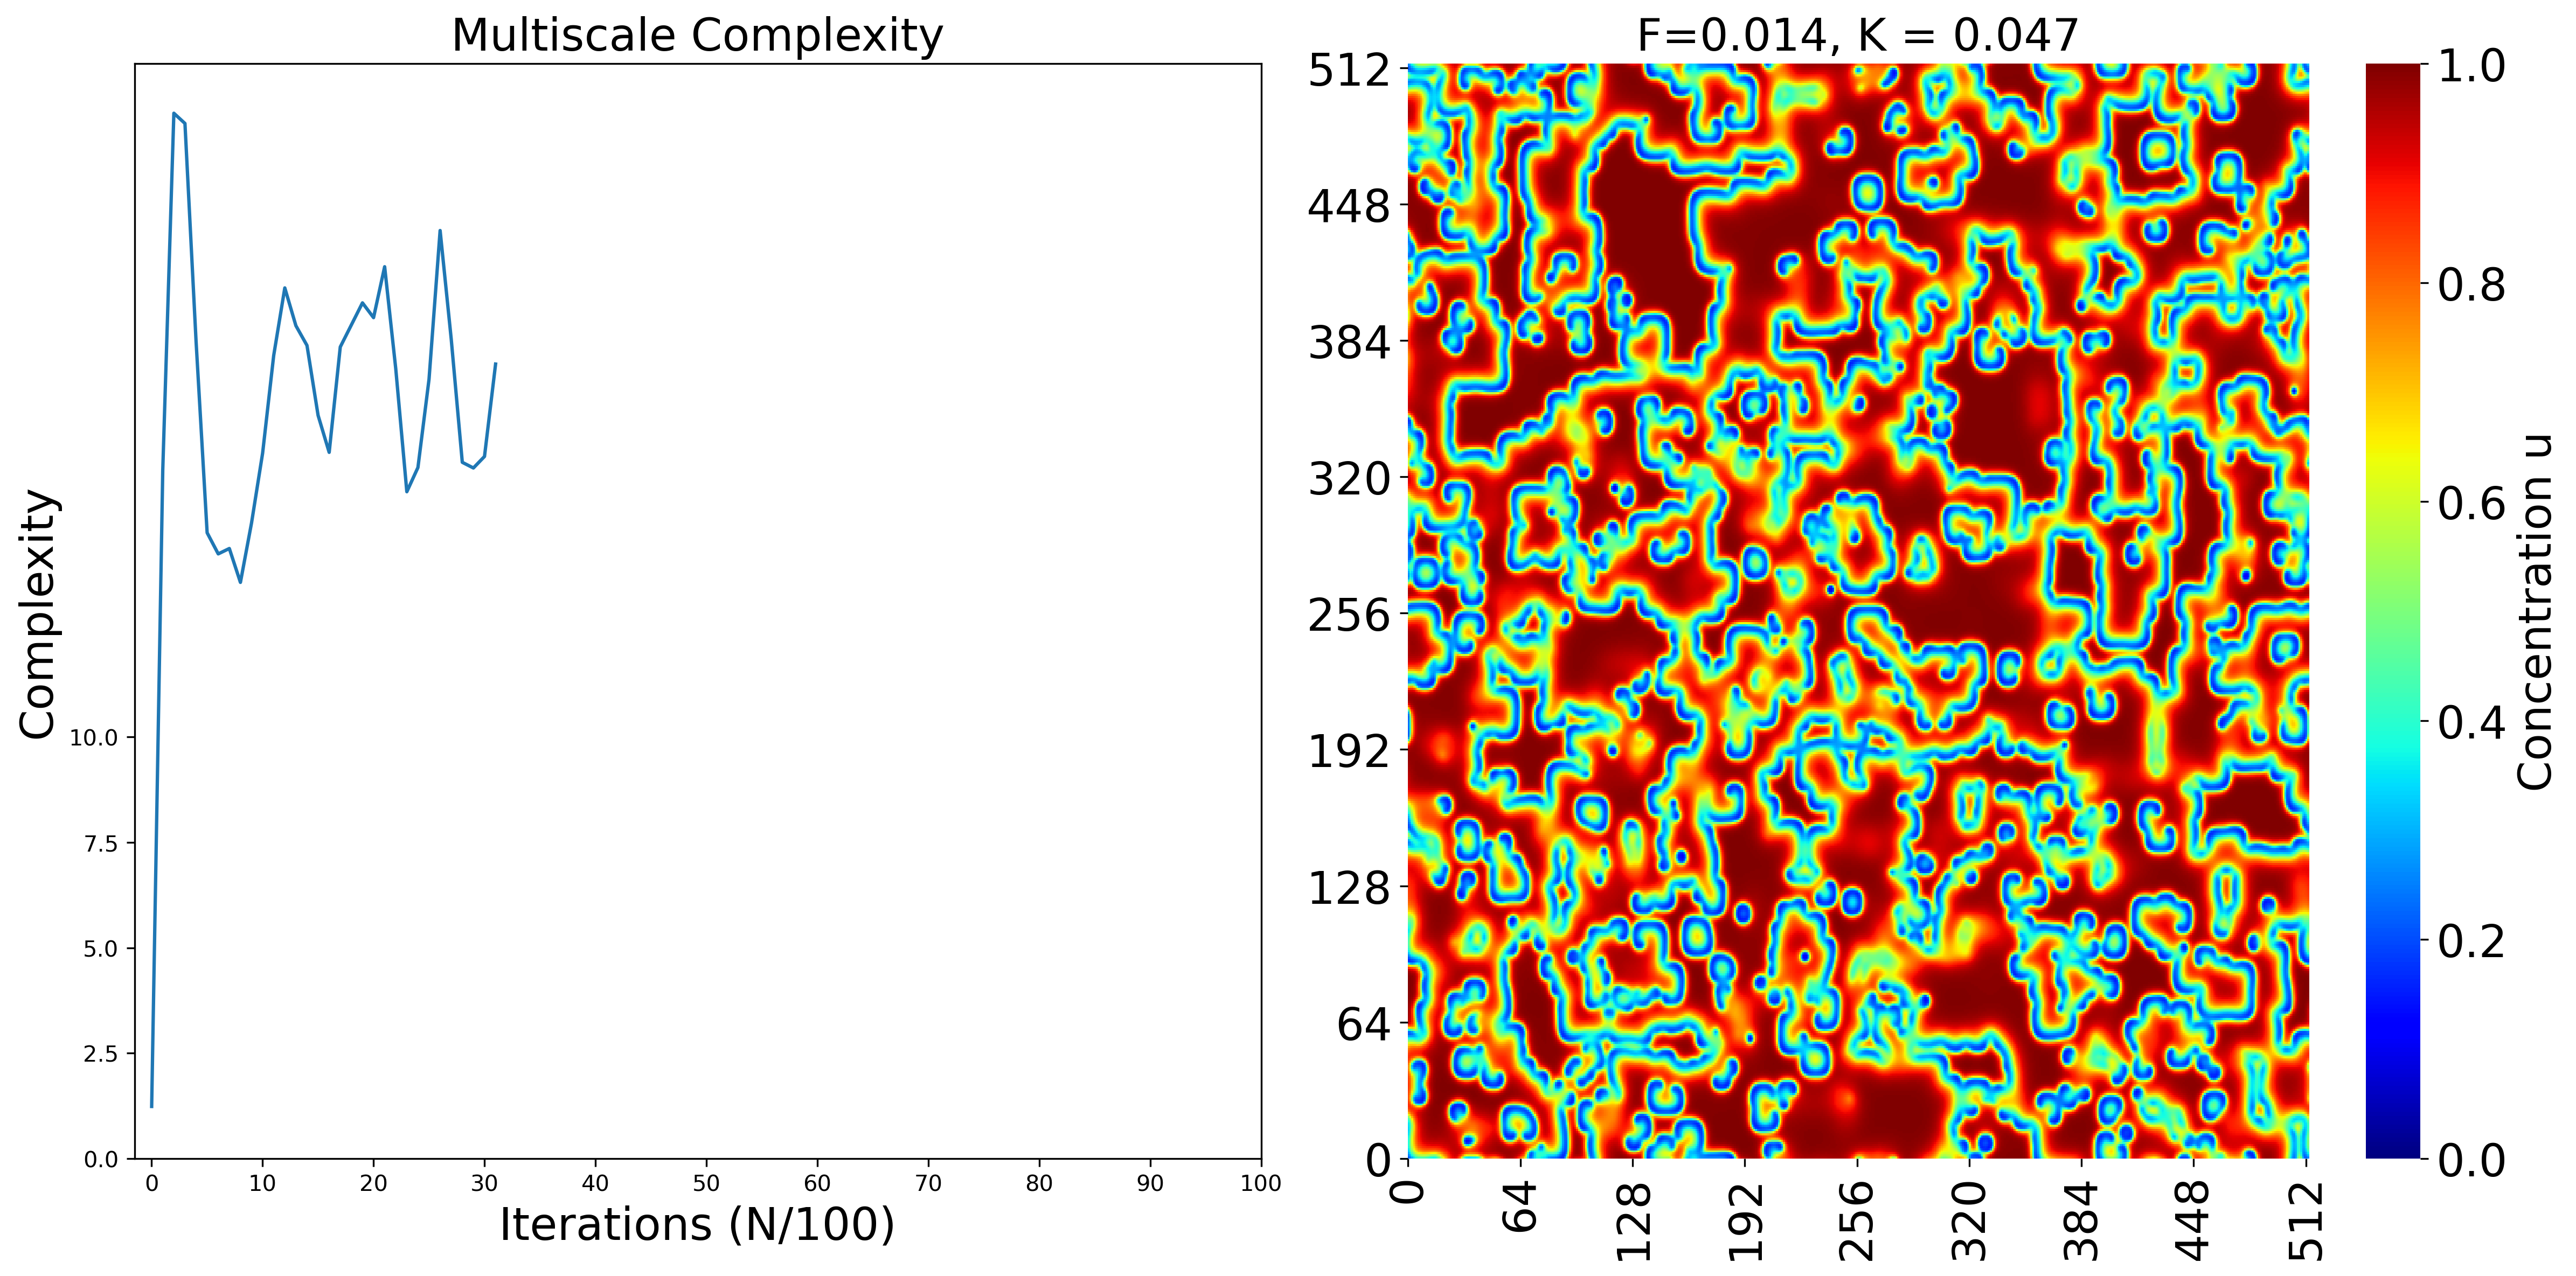 Multiscale Complexity
Complexity
10.0
7.5
5.0
2.5
0.0
0 10 20 30 40 50 60 70 80 90 100
Iterations (N/100)
F=0.014, K = 0.047
512
448
384
320
256
192
128
64
0
0 64 128 192 256 320 384 448 512
1.0
0.8
0.6
0.4
0.2
0.0
Concentration u